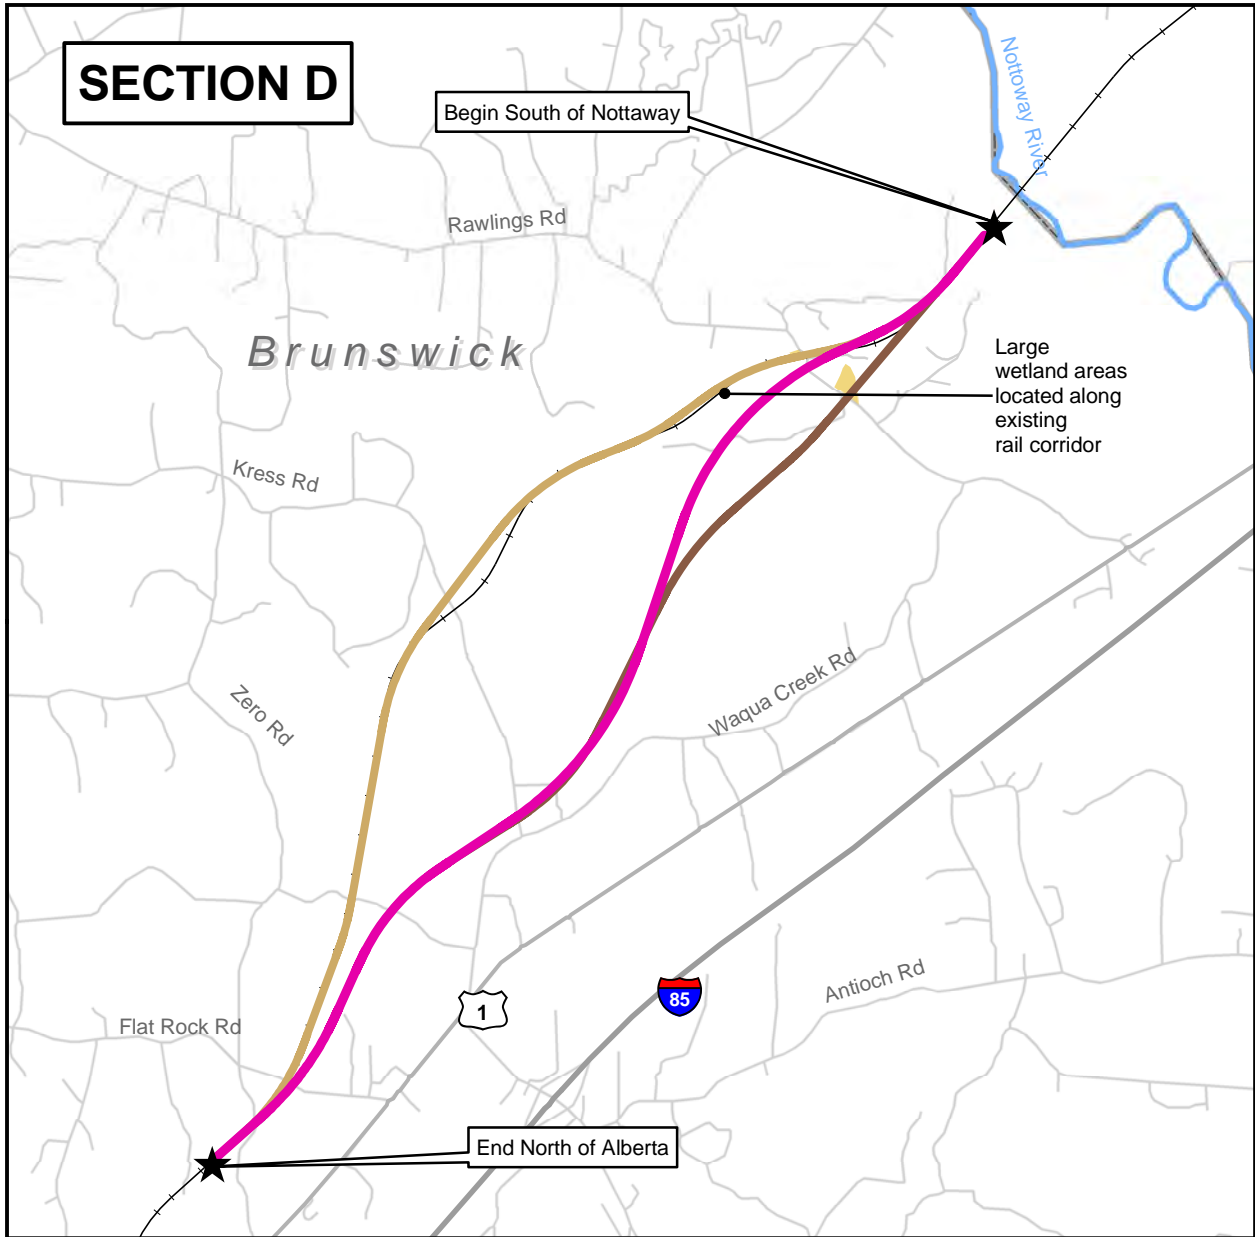 SECTION D
Begin South of Nottaway
Nottoway River
Rawlings Rd
Brunswick
Large
wetland areas
located along
existing
rail corridor
Kress Rd
Zero Rd
Waqua Creek Rd
Antioch Rd
85
1
Flat Rock Rd
End North of Alberta